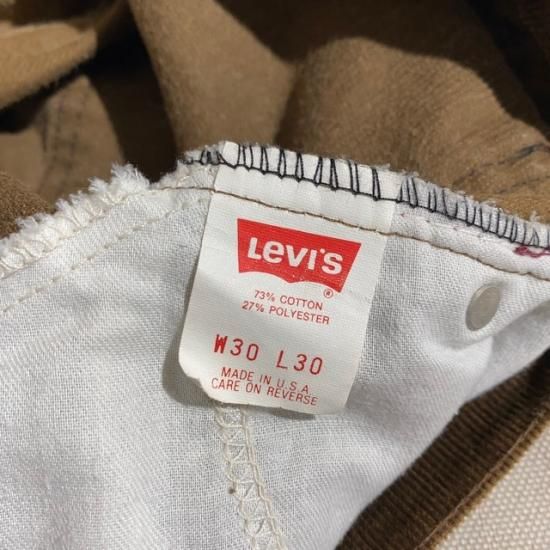 Levi's
®
73% COTTON
27% POLYESTER
W30 L30
MADE IN U.S.A
CARE ON REVERSE